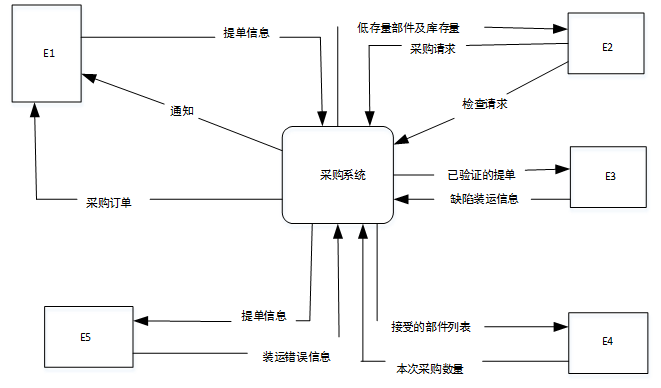 低存量部件及库存量
提单信息
E1
E2
采购请求
检查请求
通知
采购系统
已验证的提单
E3
缺陷装运信息
采购订单
提单信息
接受的部件列表
E5
装运错误信息
E4
本次采购数量